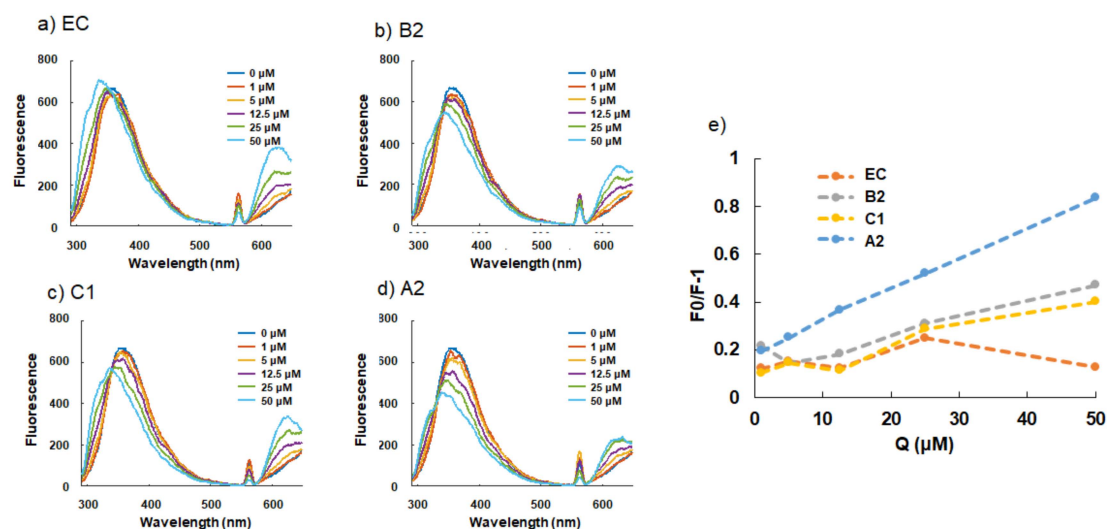 a) EC
800
600
400
200
0
Fluorescence
0 µM
1 µM
5 µM
12.5 µM
25 µM
50 µM
300
400
500
600
Wavelength (nm)
b) B2
800
600
400
200
0
Fluorescence
0 µM
1 µM
5 µM
12.5 µM
25 µM
50 µM
400
500
600
Wavelength (nm)
c) C1
800
600
400
200
0
Fluorescence
0 µM
1 µM
5 µM
12.5 µM
25 µM
50 µM
300
400
500
600
Wavelength (nm)
d) A2
800
600
400
200
0
Fluorescence
0 µM
1 µM
5 µM
12.5 µM
25 µM
50 µM
300
400
500
600
Wavelength (nm)
e)
1
0.8
0.6
0.4
0.2
0
F0/F-1
EC
B2
C1
A2
0
10
20
30
40
50
Q (µM)